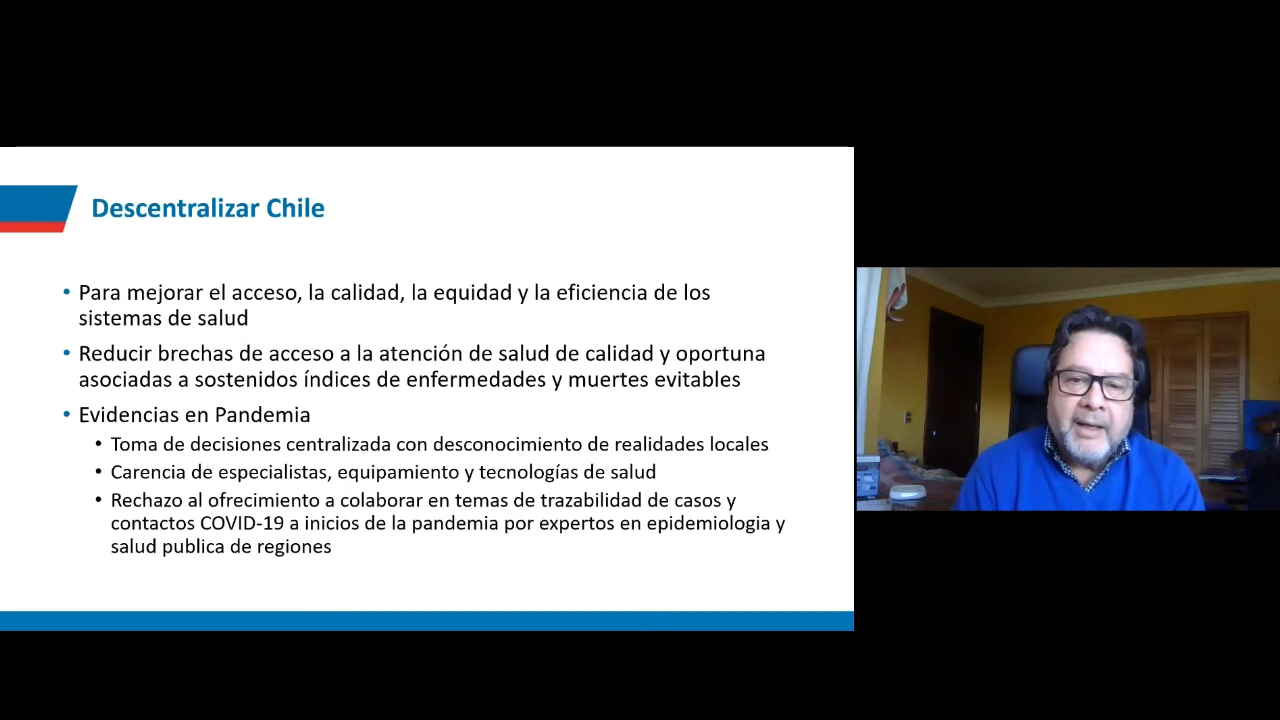 Descentralizar Chile
• Para mejorar el acceso, la calidad, la equidad y la eficiencia de los
sistemas de salud
• Reducir brechas de acceso a la atención de salud de calidad y oportuna
asociadas a sostenidos índices de enfermedades y muertes evitables
• Evidencias en Pandemia
• Toma de decisiones centralizada con desconocimiento de realidades locales
• Carencia de especialistas, equipamiento y tecnologías de salud
• Rechazo al ofrecimiento a colaborar en temas de trazabilidad de casos y
contactos COVID-19 a inicios de la pandemia por expertos en epidemiologia y
salud publica de regiones